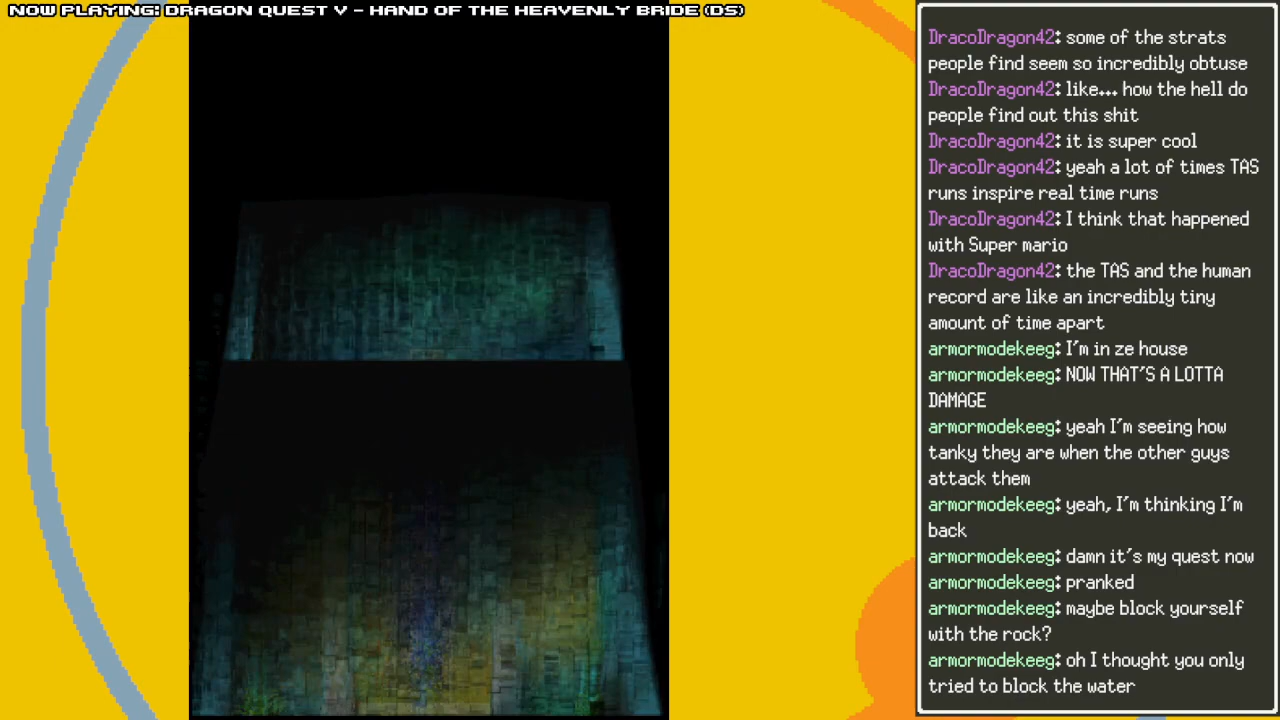 NOW PLAYING: DRAGON QUEST V - HAND OF THE HEAVENLY BRIDE (DS)
DracoDragon42: some of the strats
people find seem so incredibly obtuse
DracoDragon42: like... how the hell do
people find out this shit
DracoDragon42: it is super cool
DracoDragon42: yeah a lot of times TAS
runs inspire real time runs
DracoDragon42: I think that happened
with Super mario
DracoDragon42: the TAS and the human
record are like an incredibly tiny
amount of time apart
armormodekeeg: I'm in ze house
armormodekeeg: NOW THAT'S A LOTTA
DAMAGE
armormodekeeg: yeah I'm seeing how
tanky they are when the other guys
attack them
armormodekeeg: yeah, I'm thinking I'm
back
armormodekeeg: damn it's my quest now
armormodekeeg: pranked
armormodekeeg: maybe block yourself
with the rock?
armormodekeeg: oh I thought you only
tried to block the water